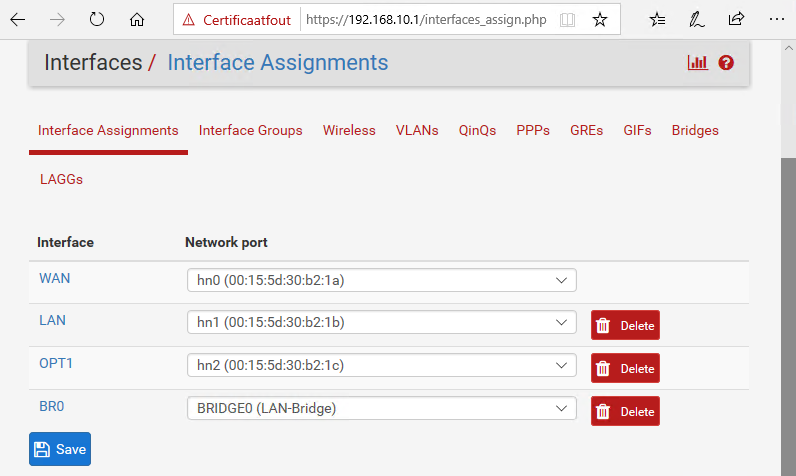 Certificaatfout https://192.168.10.1/interfaces_assign.php
Interfaces / Interface Assignments
Interface Assignments Interface Groups Wireless VLANs QinQs PPPs GREs GIFs Bridges
LAGGs
Interface Network port
WAN hn0 (00:15:5d:30:b2:1a)
LAN hn1 (00:15:5d:30:b2:1b) Delete
OPT1 hn2 (00:15:5d:30:b2:1c) Delete
BR0 BRIDGE0 (LAN-Bridge) Delete
Save